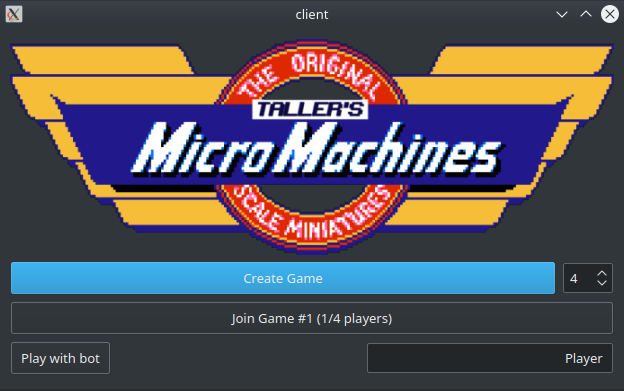 client
THE ORIGINAL
TALLER'S
MicroMachines
SCALE MINIATURES
Create Game
4
Join Game #1 (1/4 players)
Play with bot
Player